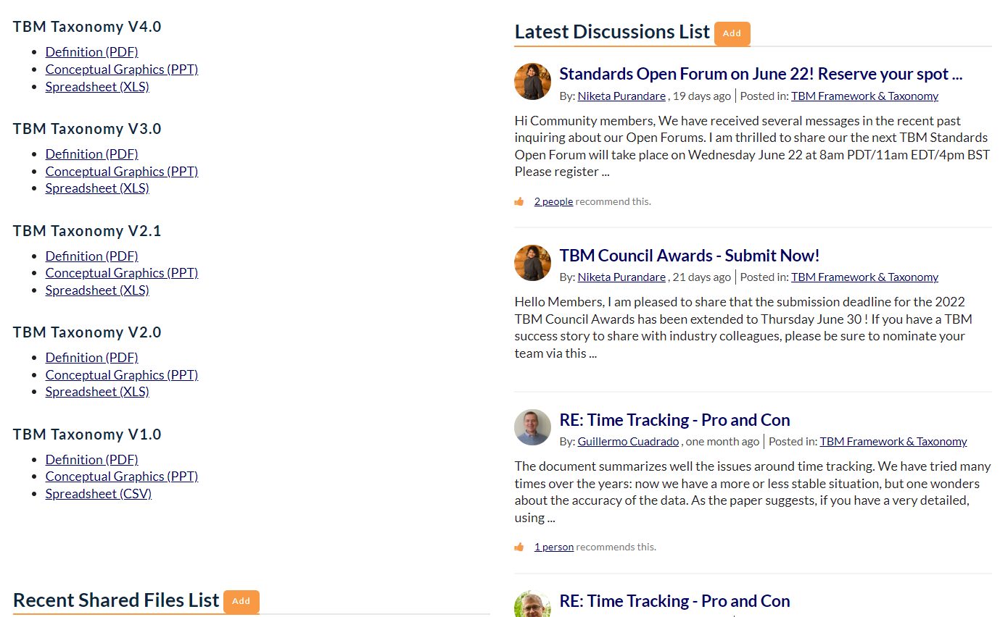 TBM Taxonomy V4.0
Definition (PDF)
Conceptual Graphics (PPT)
Spreadsheet (XLS)
TBM Taxonomy V3.0
Definition (PDF)
Conceptual Graphics (PPT)
Spreadsheet (XLS)
TBM Taxonomy V2.1
Definition (PDF)
Conceptual Graphics (PPT)
Spreadsheet (XLS)
TBM Taxonomy V2.0
Definition (PDF)
Conceptual Graphics (PPT)
Spreadsheet (XLS)
TBM Taxonomy V1.0
Definition (PDF)
Conceptual Graphics (PPT)
Spreadsheet (CSV)
Recent Shared Files List Add
Latest Discussions List Add
Standards Open Forum on June 22! Reserve your spot ...
By: Niketa Purandare , 19 days ago | Posted in: TBM Framework & Taxonomy
Hi Community members, We have received several messages in the recent past
inquiring about our Open Forums. I am thrilled to share our the next TBM Standards
Open Forum will take place on Wednesday June 22 at 8am PDT/11am EDT/4pm BST
Please register ...
2 people recommend this.
TBM Council Awards - Submit Now!
By: Niketa Purandare , 21 days ago | Posted in: TBM Framework & Taxonomy
Hello Members, I am pleased to share that the submission deadline for the 2022
TBM Council Awards has been extended to Thursday June 30 ! If you have a TBM
success story to share with industry colleagues, please be sure to nominate your
team via this ...
RE: Time Tracking - Pro and Con
By: Guillermo Cuadrado , one month ago | Posted in: TBM Framework & Taxonomy
The document summarizes well the issues around time tracking. We have tried many
times over the years: now we have a more or less stable situation, but one wonders
about the accuracy of the data. As the paper suggests, if you have a very detailed,
using ...
1 person recommends this.
RE: Time Tracking - Pro and Con